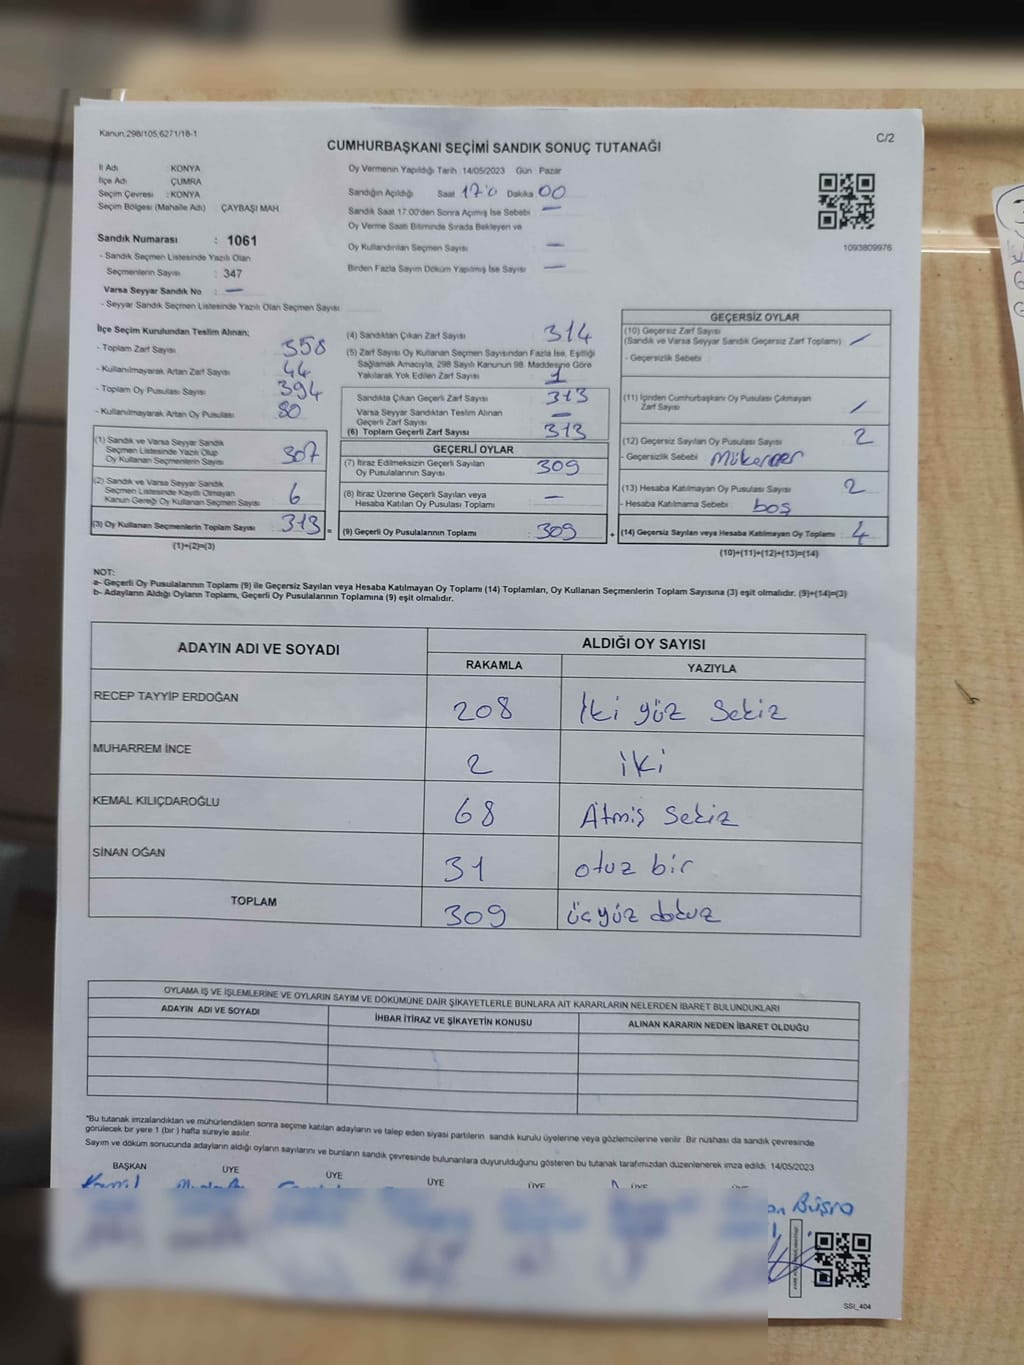 Kanun,298/105,6271/18-1
C/2
CUMHURBAŞKANI SEÇİMİ SANDIK SONUÇ TUTANAĞI
İl Adı KONYA
İlçe Adı ÇUMRA
Seçim Çevresi : KONYA
Seçim Bölgesi (Mahalle Adı) ÇAYBAŞI MAH
Sandık Numarası : 1061
- Sandık Seçmen Listesinde Yazılı Olan
Seçmenlerin Sayısı : 347
Varsa Seyyar Sandık No : —
- Seyyar Sandık Seçmen Listesinde Yazılı Olan Seçmen Sayısı
Oy Vermenin Yapıldığı Tarih 14/05/2023 Gün Pazar
Sandığın Açıldığı Saat 17:0 Dakika 00
Sandık Saat 17.00'den Sonra Açımış İse Sebebi —
Oy Verme Saati Bitiminde Sırada Bekleyen ve
Oy Kullandırılan Seçmen Sayısı —
Birden Fazla Sayım Döküm Yapılmış İse Sayısı —
1093809976
İlçe Seçim Kurulundan Teslim Alınan:
- Toplam Zarf Sayısı 358
- Kullanılmayarak Artan Zarf Sayısı 44
- Toplam Oy Pusulası Sayısı 394
- Kullanılmayarak Artan Oy Pusulası 80
(1) Sandık ve Varsa Seyyar Sandık
Seçmen Listesinde Yazılı Olup
Oy Kullanan Seçmenlerin Sayısı 307
(2) Sandık ve Varsa Seyyar Sandık
Seçmen Listesinde Kayıtlı Olmayan
Kanun Gereği Oy Kullanan Seçmen Sayısı 6
(3) Oy Kullanan Seçmenlerin Toplam Sayısı 313 =
(1)+(2)=(3)
(4) Sandıktan Çıkan Zarf Sayısı 314
(5) Zarf Sayısı Oy Kullanan Seçmen Sayısından Fazla İse, Eşitliği
Sağlamak Amacıyla, 298 Sayılı Kanunun 98. Maddesine Göre
Yakılarak Yok Edilen Zarf Sayısı 1
Sandıkta Çıkan Geçerli Zarf Sayısı 313
Varsa Seyyar Sandıktan Teslim Alınan
Geçerli Zarf Sayısı —
(6) Toplam Geçerli Zarf Sayısı 313
GEÇERLİ OYLAR
(7) İtiraz Edilmeksizin Geçerli Sayılan
Oy Pusulalarının Sayısı 309
(8) İtiraz Üzerine Geçerli Sayılan veya
Hesaba Katılan Oy Pusulası Toplamı —
(9) Geçerli Oy Pusulalarının Toplamı : 309 +
GEÇERSİZ OYLAR
(10) Geçersiz Zarf Sayısı
(Sandık ve Varsa Seyyar Sandık Geçersiz Zarf Toplamı) /
- Geçersizlik Sebebi
(11) İçinden Cumhurbaşkanı Oy Pusulası Çıkmayan
Zarf Sayısı /
(12) Geçersiz Sayılan Oy Pusulası Sayısı 2
- Geçersizlik Sebebi Mükerrer
(13) Hesaba Katılmayan Oy Pusulası Sayısı 2
- Hesaba Katılmama Sebebi boş
(14) Geçersiz Sayılan veya Hesaba Katılmayan Oy Toplamı 4
(10)+(11)+(12)+(13)=(14)
NOT:
a- Geçerli Oy Pusulalarının Toplamı (9) ile Geçersiz Sayılan veya Hesaba Katılmayan Oy Toplamı (14) Toplamları, Oy Kullanan Seçmenlerin Toplam Sayısına (3) eşit olmalıdır. (9)+(14)=(3)
b- Adayların Aldığı Oyların Toplamı, Geçerli Oy Pusulalarının Toplamına (9) eşit olmalıdır.
ADAYIN ADI VE SOYADI ALDIĞI OY SAYISI
RAKAMLA YAZIYLA
RECEP TAYYİP ERDOĞAN 208 İki yüz Sekiz
MUHARREM İNCE 2 iki
KEMAL KILIÇDAROĞLU 68 Atmiş Sekiz
SİNAN OĞAN 31 otuz bir
TOPLAM 309 üçyüz dokuz
OYLAMA İŞ VE İŞLEMLERİNE VE OYLARIN SAYIM VE DÖKÜMÜNE DAİR ŞİKAYETLERLE BUNLARA AİT KARARLARIN NELERDEN İBARET BULUNDUKLARI
ADAYIN ADI VE SOYADI İHBAR İTİRAZ VE ŞİKAYETİN KONUSU ALINAN KARARIN NEDEN İBARET OLDUĞU
*Bu tutanak imzalandıktan ve mühürlendikten sonra seçime katılan adayların ve talep eden siyasi partilerin sandık kurulu üyelerine veya gözlemcilerine verilir. Bir nüshası da sandık çevresinde
görülecek bir yere 1 (bir) hafta süreyle asılır.
Sayım ve döküm sonucunda adayların aldığı oyların sayılarını ve bunların sandık çevresinde bulunanlara duyurulduğunu gösteren bu tutanak tarafımızdan düzenlenerek imza edildi. 14/05/2023
BAŞKAN ÜYE ÜYE ÜYE ÜYE ÜYE
Büşra
SSI_404